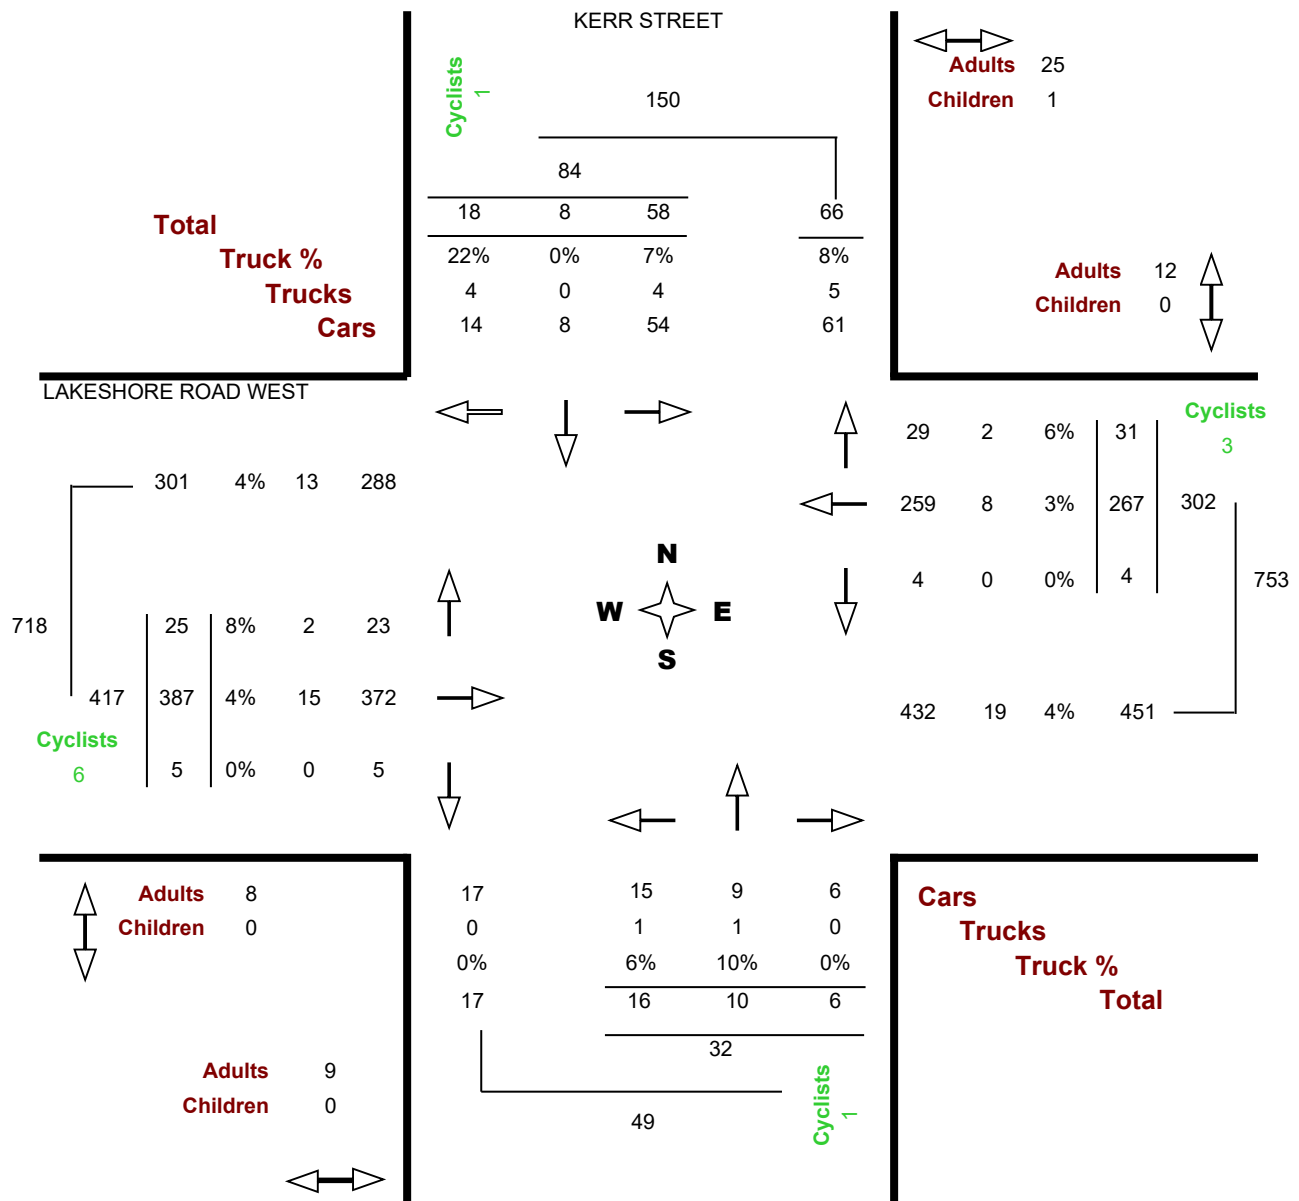 KERR STREET
Cyclists
1
150
Adults 25
Children 1
84
Total 18 8 58 66
Truck % 22% 0% 7% 8%
Trucks 4 0 4 5
Cars 14 8 54 61
Adults 12
Children 0
LAKESHORE ROAD WEST
Cyclists
3
29 2 6% 31
301 4% 13 288
259 8 3% 267 302
N
4 0 0% 4 753
W E
S
718 25 8% 2 23
417 387 4% 15 372
432 19 4% 451
Cyclists
6
5 0% 0 5
Adults 8
Children 0
17 15 9 6
0 1 1 0
0% 6% 10% 0%
17 16 10 6
Cars
Trucks
Truck %
Total
32
Adults 9
Children 0
Cyclists
1
49